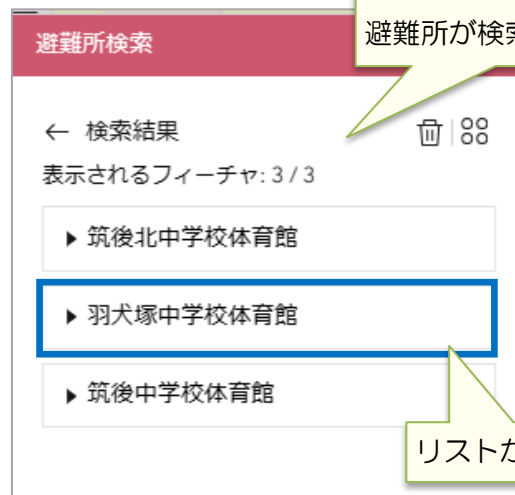 避難所検索
避難所が検索
← 検索結果
表示されるフィーチャ: 3 / 3
▶ 筑後北中学校体育館
▶ 羽犬塚中学校体育館
▶ 筑後中学校体育館
リストか